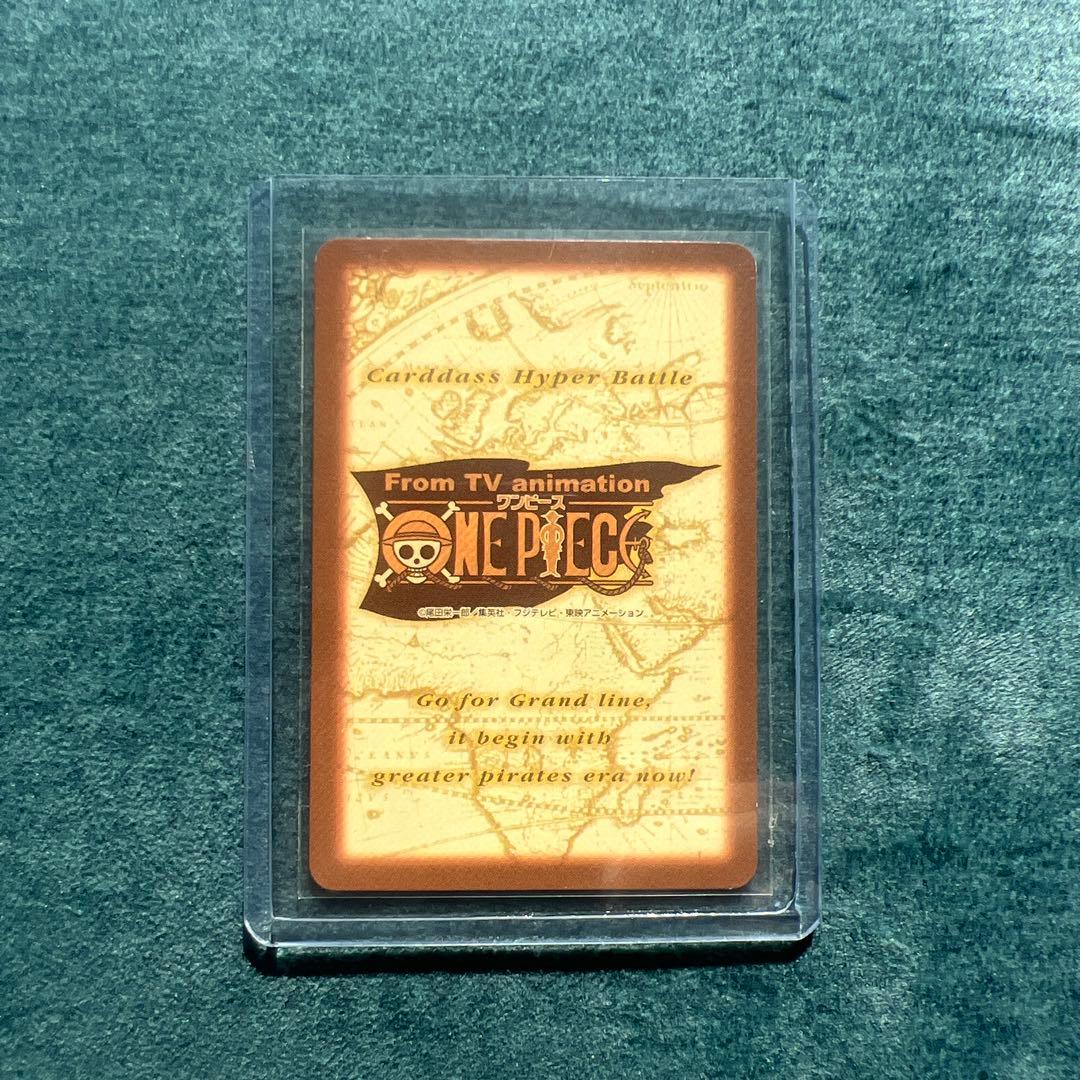 Septentrio
Carddass Hyper Battle
From TV animation
ワンピース
ONE PIECE
©尾田栄一郎/集英社・フジテレビ・東映アニメーション
Go for Grand line,
it begin with
greater pirates era now!